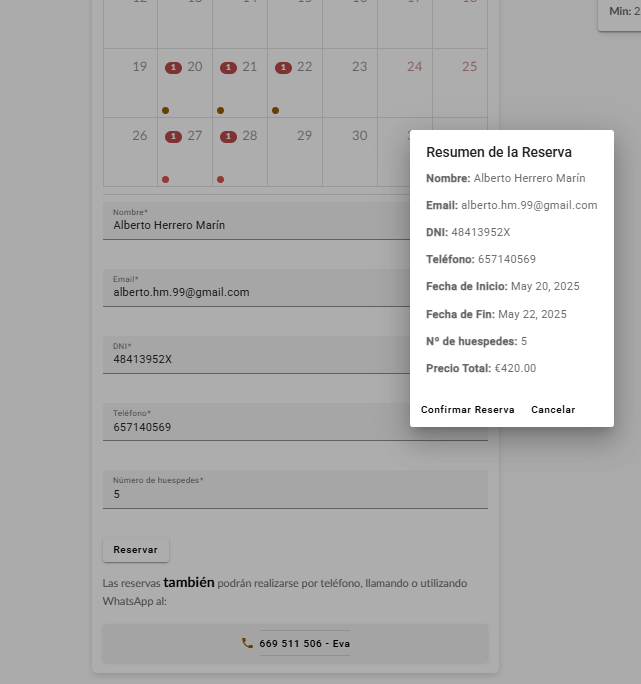 Min: 2
19 1 20 1 21 1 22 23 24 25
26 1 27 1 28 29 30
Nombre*
Alberto Herrero Marín
Email*
alberto.hm.99@gmail.com
DNI*
48413952X
Teléfono*
657140569
Número de huespedes*
5
Reservar
Las reservas también podrán realizarse por teléfono, llamando o utilizando
WhatsApp al:
669 511 506 - Eva
Resumen de la Reserva
Nombre: Alberto Herrero Marín
Email: alberto.hm.99@gmail.com
DNI: 48413952X
Teléfono: 657140569
Fecha de Inicio: May 20, 2025
Fecha de Fin: May 22, 2025
Nº de huespedes: 5
Precio Total: €420.00
Confirmar Reserva Cancelar